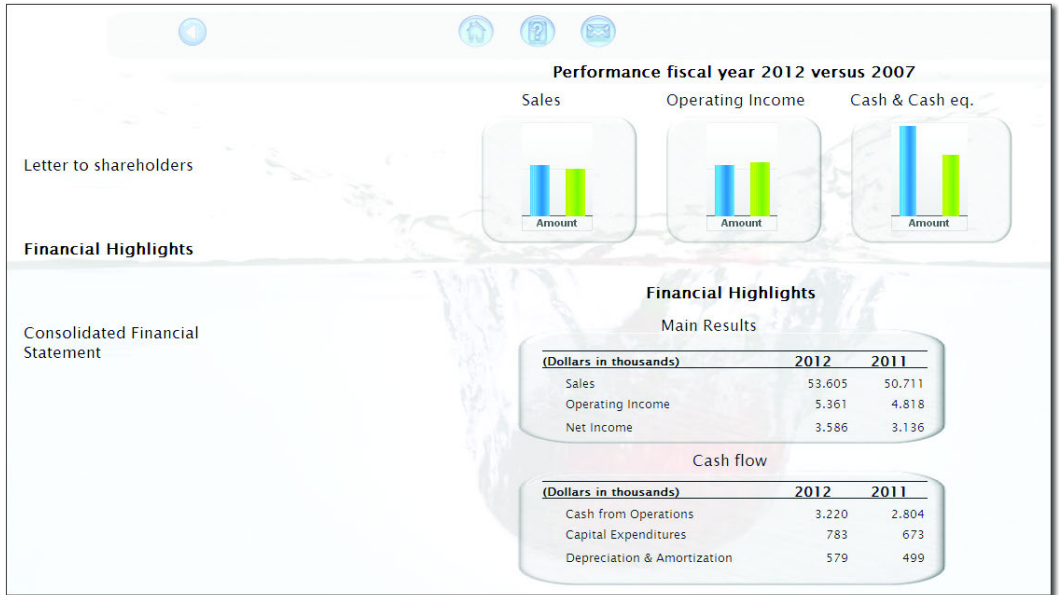 Performance fiscal year 2012 versus 2007
Sales Operating Income Cash & Cash eq.
Amount Amount Amount
Letter to shareholders
Financial Highlights
Consolidated Financial
Statement
Financial Highlights
Main Results
(Dollars in thousands) 2012 2011
Sales 53.605 50.711
Operating Income 5.361 4.818
Net Income 3.586 3.136
Cash flow
(Dollars in thousands) 2012 2011
Cash from Operations 3.220 2.804
Capital Expenditures 783 673
Depreciation & Amortization 579 499